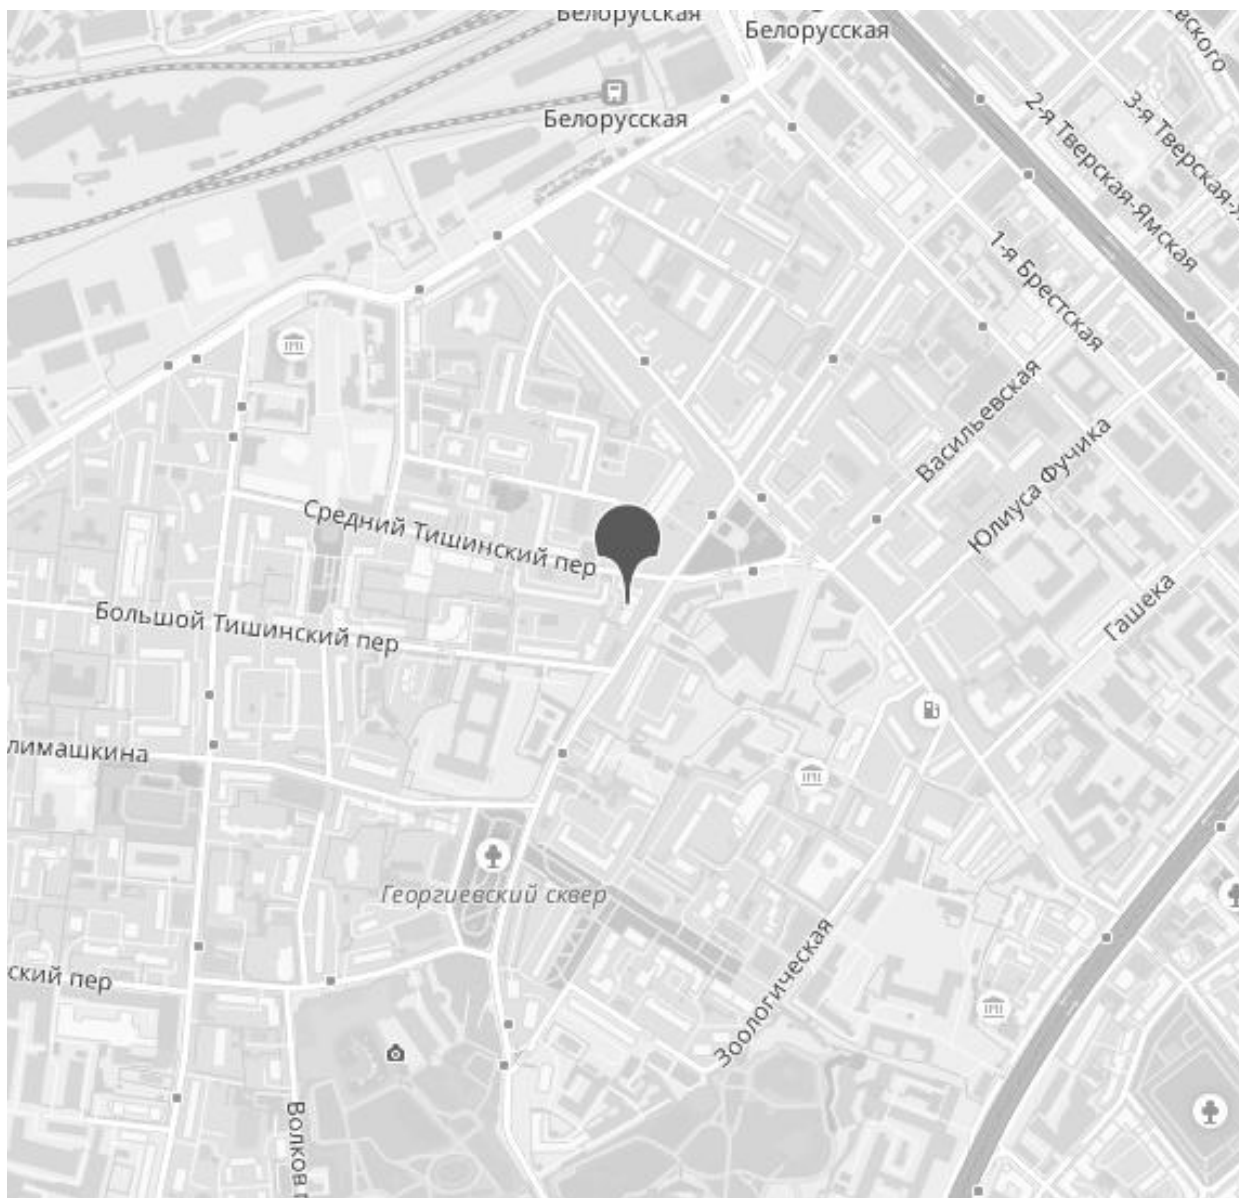 Белорусская
Белорусская
Белорусская
2-я Тверская-Ямская
1-я Брестская
Васильевская
Юлиуса Фучика
Гашека
Средний Тишинский пер
Большой Тишинский пер
лимашкина
Георгиевский сквер
ский пер
Зоологическая
Волков
3-я Тверская-Я
вского